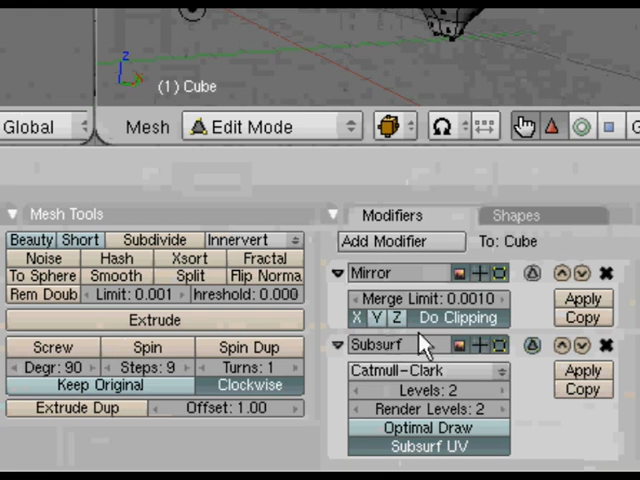 z
(1) Cube
Global Mesh Edit Mode G
Mesh Tools
Beauty Short Subdivide Innervert
Noise Hash Xsort Fractal
To Sphere Smooth Split Flip Norma
Rem Doub Limit: 0.001 hreshold: 0.000
Extrude
Screw Spin Spin Dup
Degr: 90 Steps: 9 Turns: 1
Keep Original Clockwise
Extrude Dup Offset: 1.00
Modifiers Shapes
Add Modifier To: Cube
Mirror
Merge Limit: 0.0010 Apply
X Y Z Do Clipping Copy
Subsurf
Catmull-Clark Apply
Levels: 2 Copy
Render Levels: 2
Optimal Draw
Subsurf UV